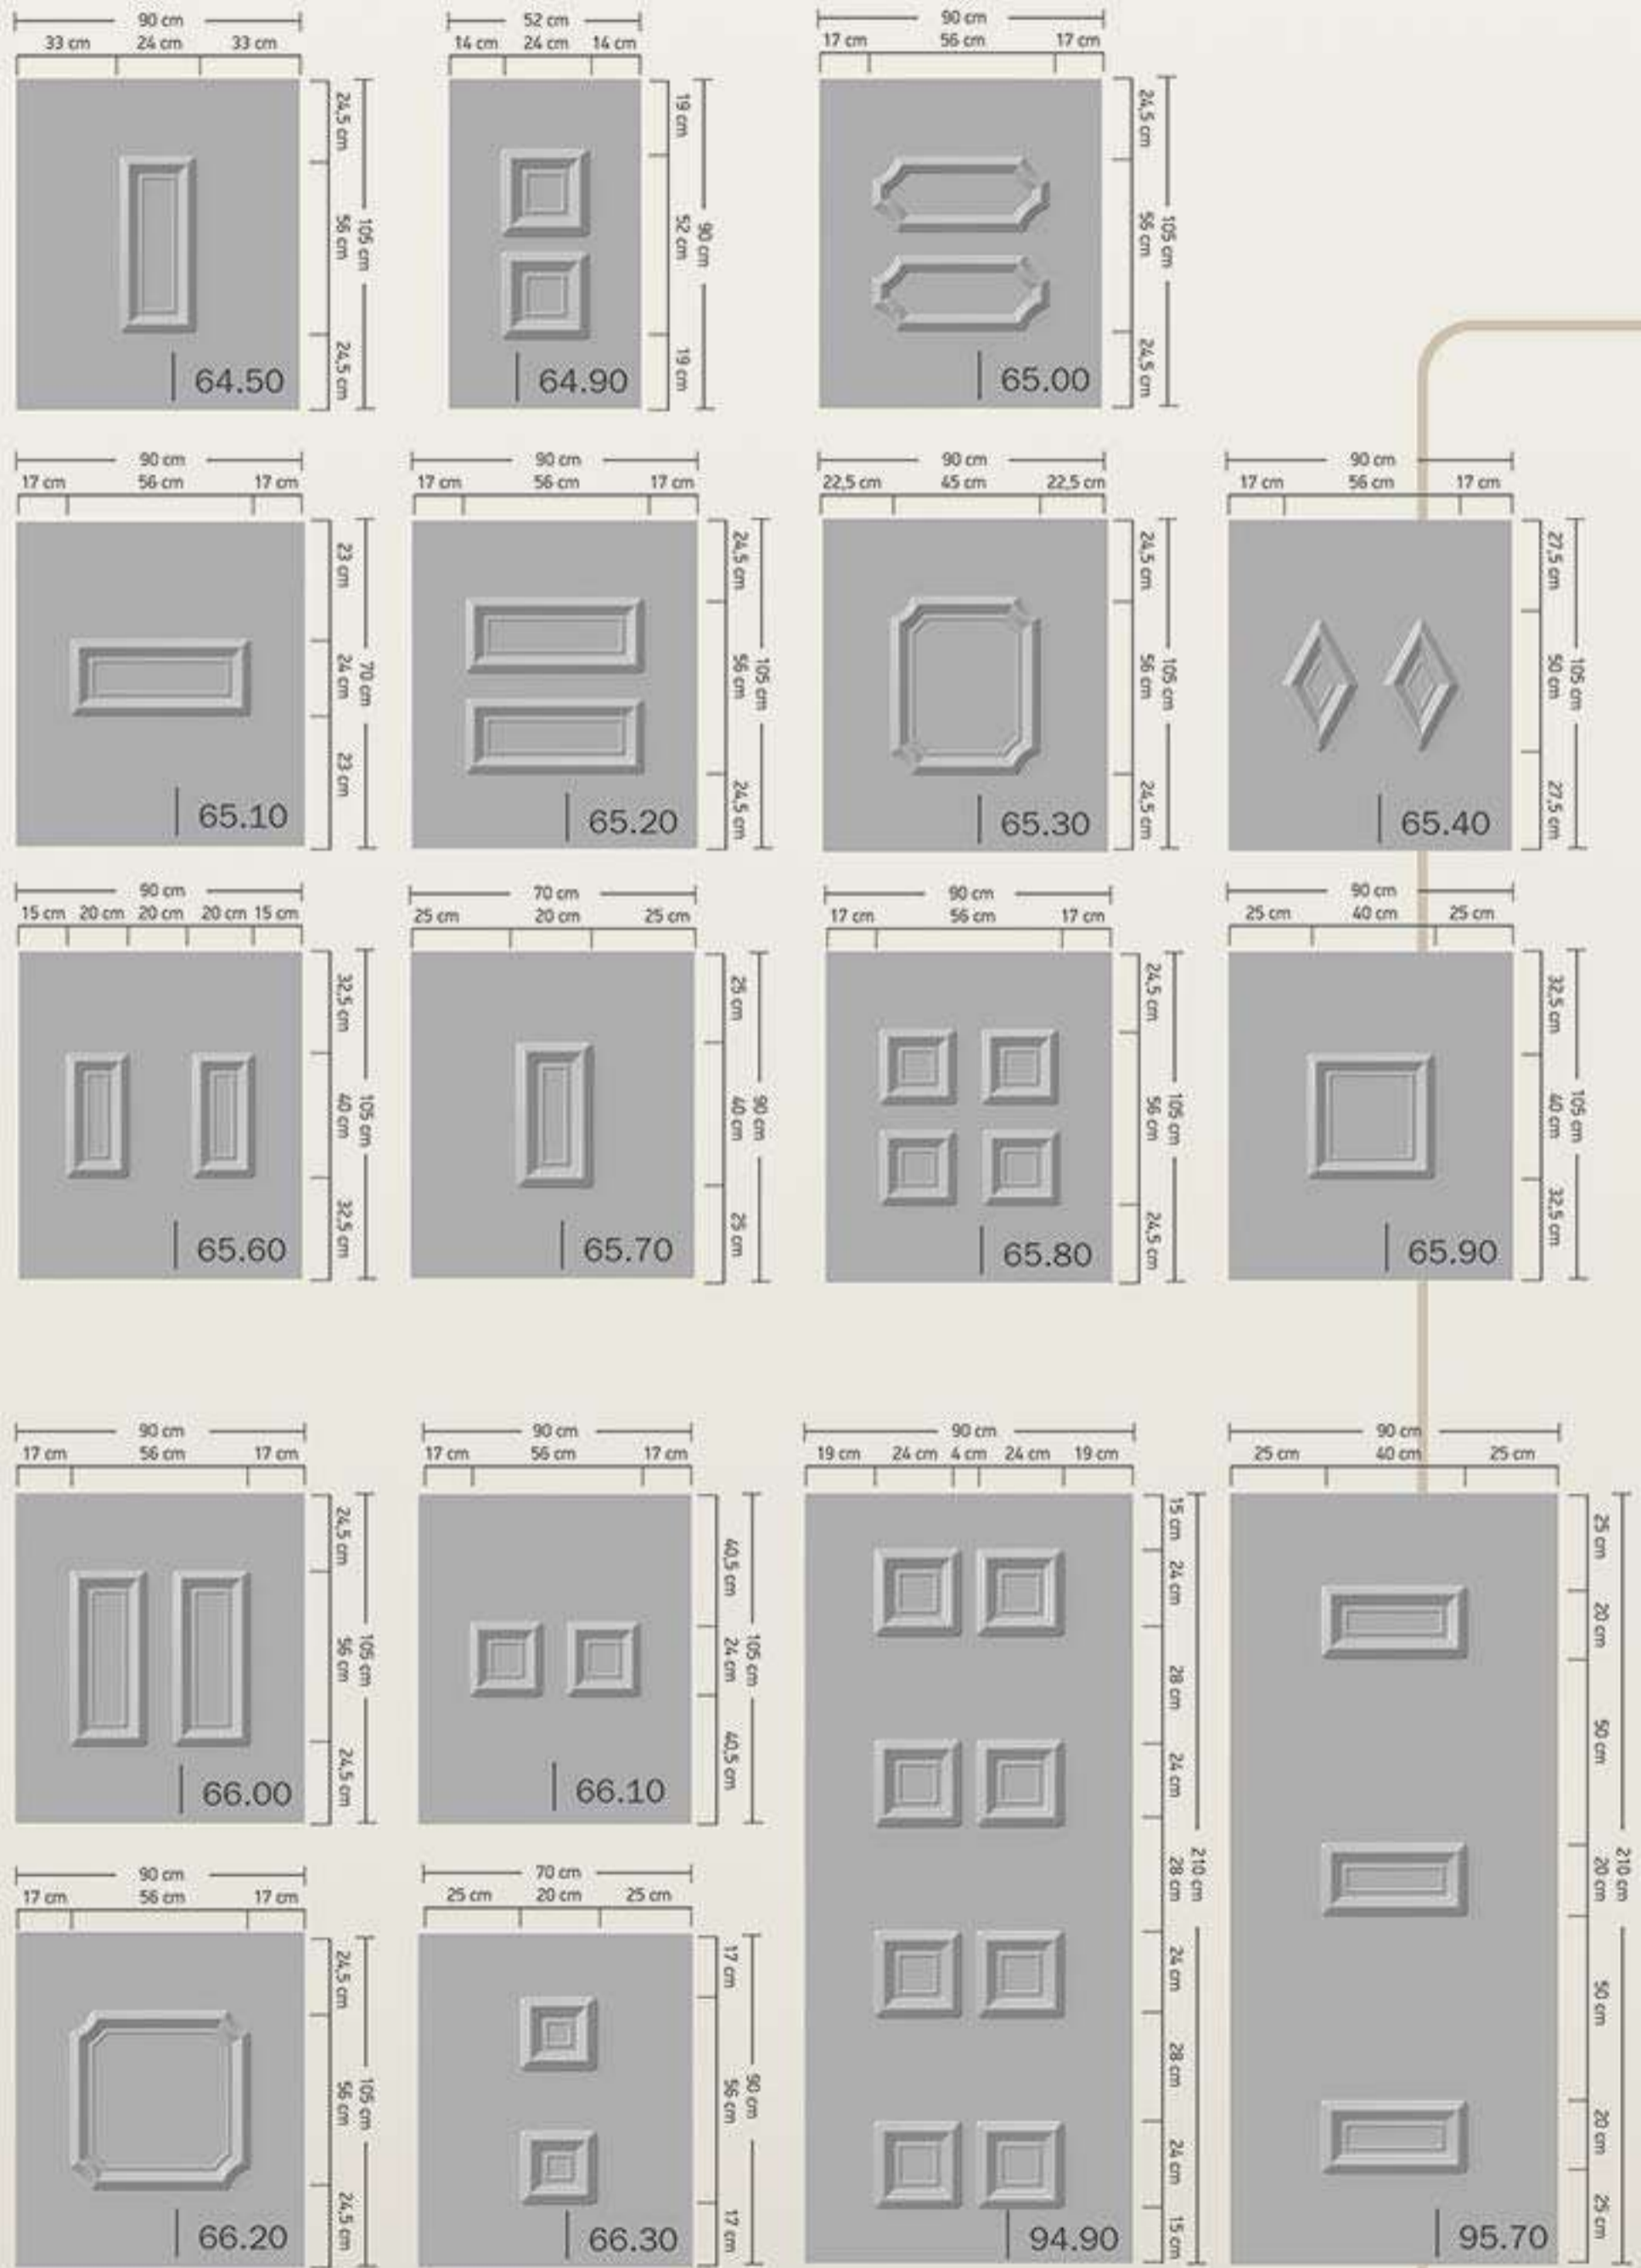 90 cm
33 cm 24 cm 33 cm
24,5 cm
56 cm
24,5 cm
105 cm
64.50
52 cm
14 cm 24 cm 14 cm
19 cm
52 cm
19 cm
90 cm
64.90
90 cm
17 cm 56 cm 17 cm
24,5 cm
56 cm
24,5 cm
105 cm
65.00
90 cm
17 cm 56 cm 17 cm
23 cm
24 cm
23 cm
70 cm
65.10
90 cm
17 cm 56 cm 17 cm
24,5 cm
56 cm
24,5 cm
105 cm
65.20
90 cm
22,5 cm 45 cm 22,5 cm
24,5 cm
56 cm
24,5 cm
105 cm
65.30
90 cm
17 cm 56 cm 17 cm
27,5 cm
50 cm
27,5 cm
105 cm
65.40
90 cm
15 cm 20 cm 20 cm 20 cm 15 cm
32,5 cm
40 cm
32,5 cm
105 cm
65.60
70 cm
25 cm 20 cm 25 cm
25 cm
40 cm
25 cm
90 cm
65.70
90 cm
17 cm 56 cm 17 cm
24,5 cm
56 cm
24,5 cm
105 cm
65.80
90 cm
25 cm 40 cm 25 cm
32,5 cm
40 cm
32,5 cm
105 cm
65.90
90 cm
17 cm 56 cm 17 cm
24,5 cm
56 cm
24,5 cm
105 cm
66.00
90 cm
17 cm 56 cm 17 cm
40,5 cm
24 cm
40,5 cm
105 cm
66.10
90 cm
19 cm 24 cm 4 cm 24 cm 19 cm
15 cm
24 cm
28 cm
24 cm
28 cm
24 cm
28 cm
24 cm
15 cm
210 cm
94.90
90 cm
25 cm 40 cm 25 cm
25 cm
20 cm
50 cm
20 cm
50 cm
20 cm
25 cm
210 cm
95.70
90 cm
17 cm 56 cm 17 cm
24,5 cm
56 cm
24,5 cm
105 cm
66.20
70 cm
25 cm 20 cm 25 cm
17 cm
56 cm
17 cm
90 cm
66.30